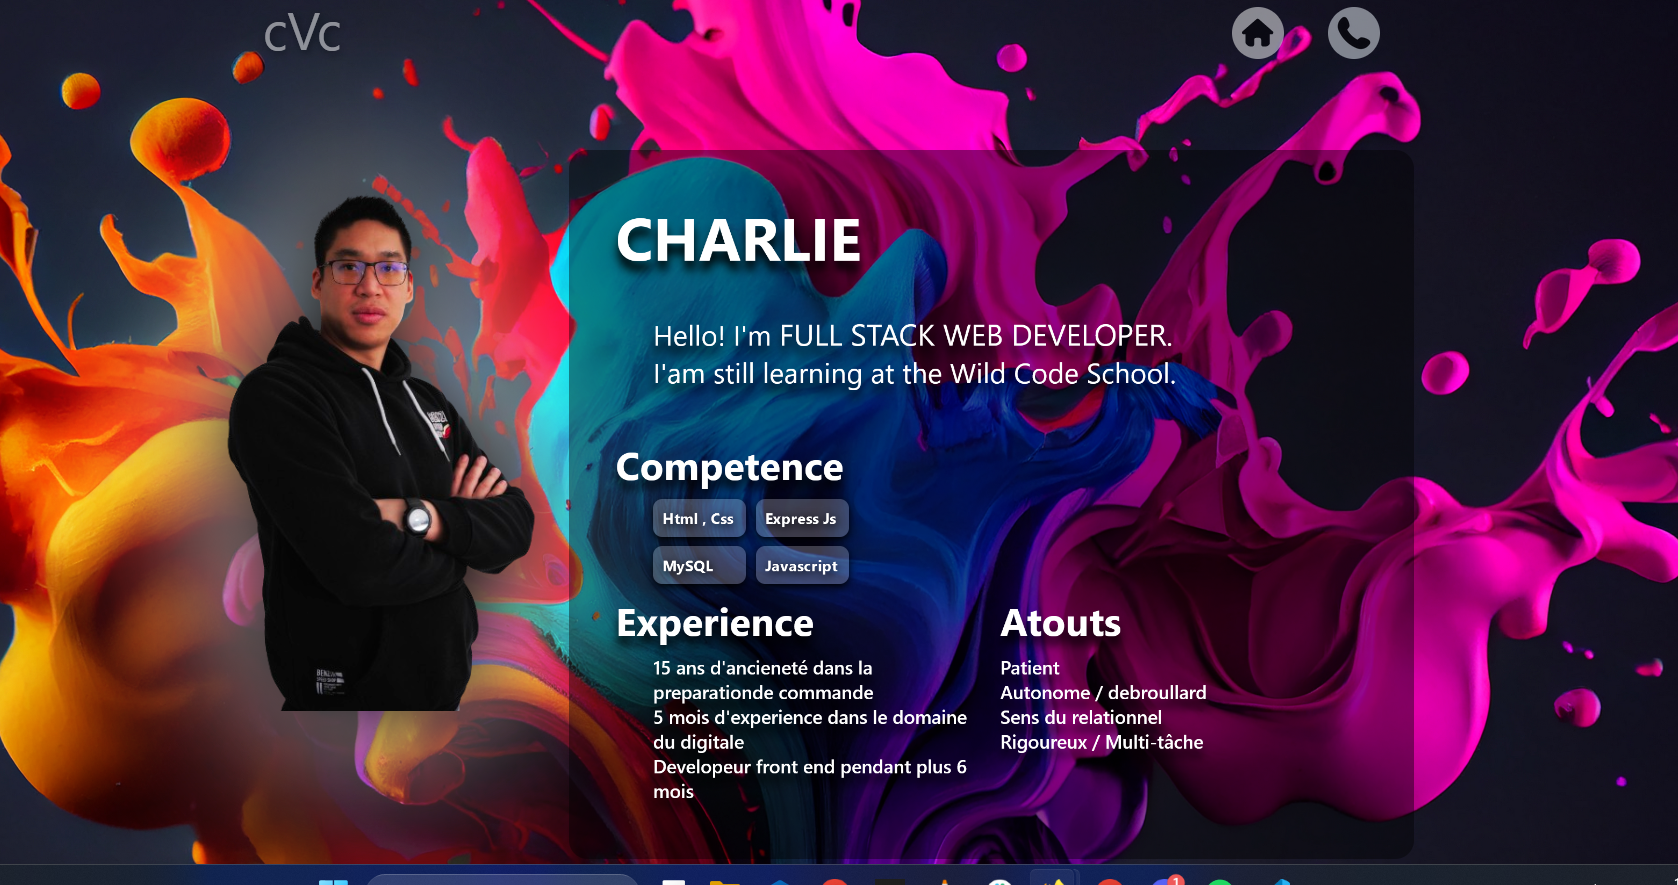 cVc
CHARLIE
Hello! I'm FULL STACK WEB DEVELOPER.
I'am still learning at the Wild Code School.
Competence
Html , Css
Express Js
MySQL
Javascript
Experience
15 ans d'ancieneté dans la
preparationde commande
5 mois d'experience dans le domaine
du digitale
Developeur front end pendant plus 6
mois
Atouts
Patient
Autonome / debroullard
Sens du relationnel
Rigoureux / Multi-tâche
1